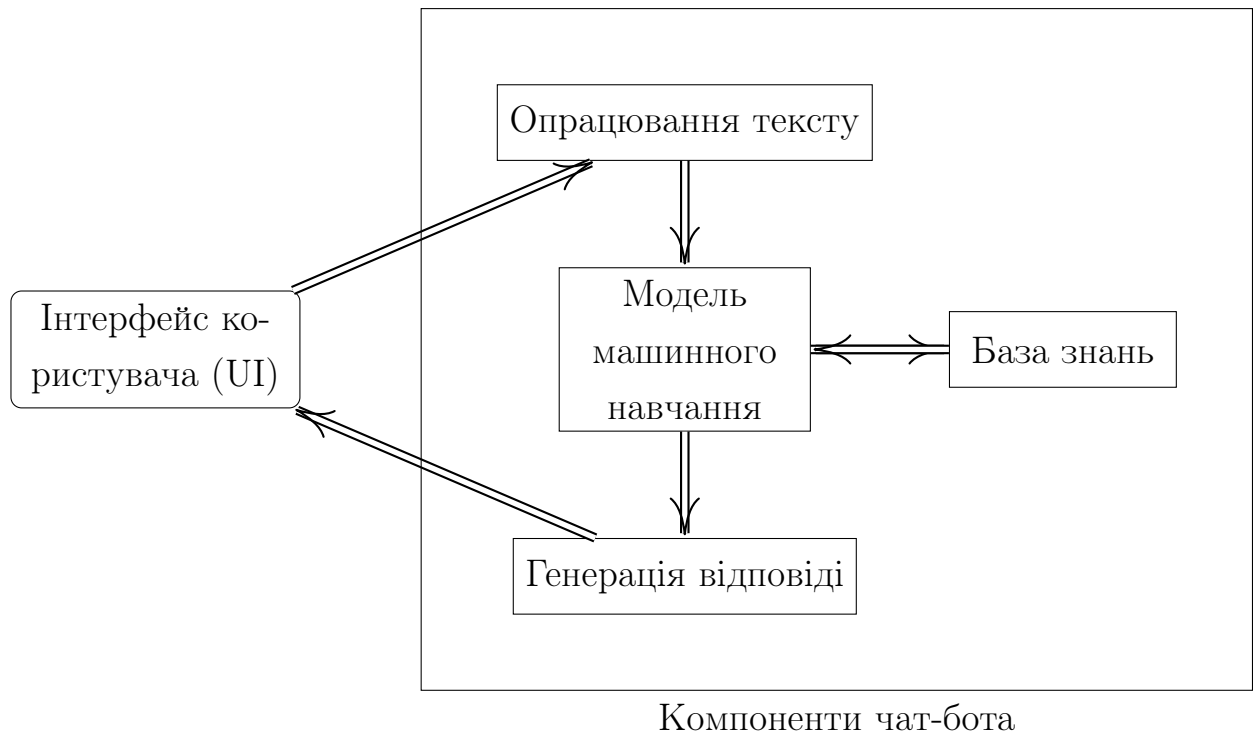 Опрацювання тексту
Інтерфейс ко-
ристувача (UI)
Модель
машинного
навчання
База знань
Генерація відповіді
Компоненти чат-бота